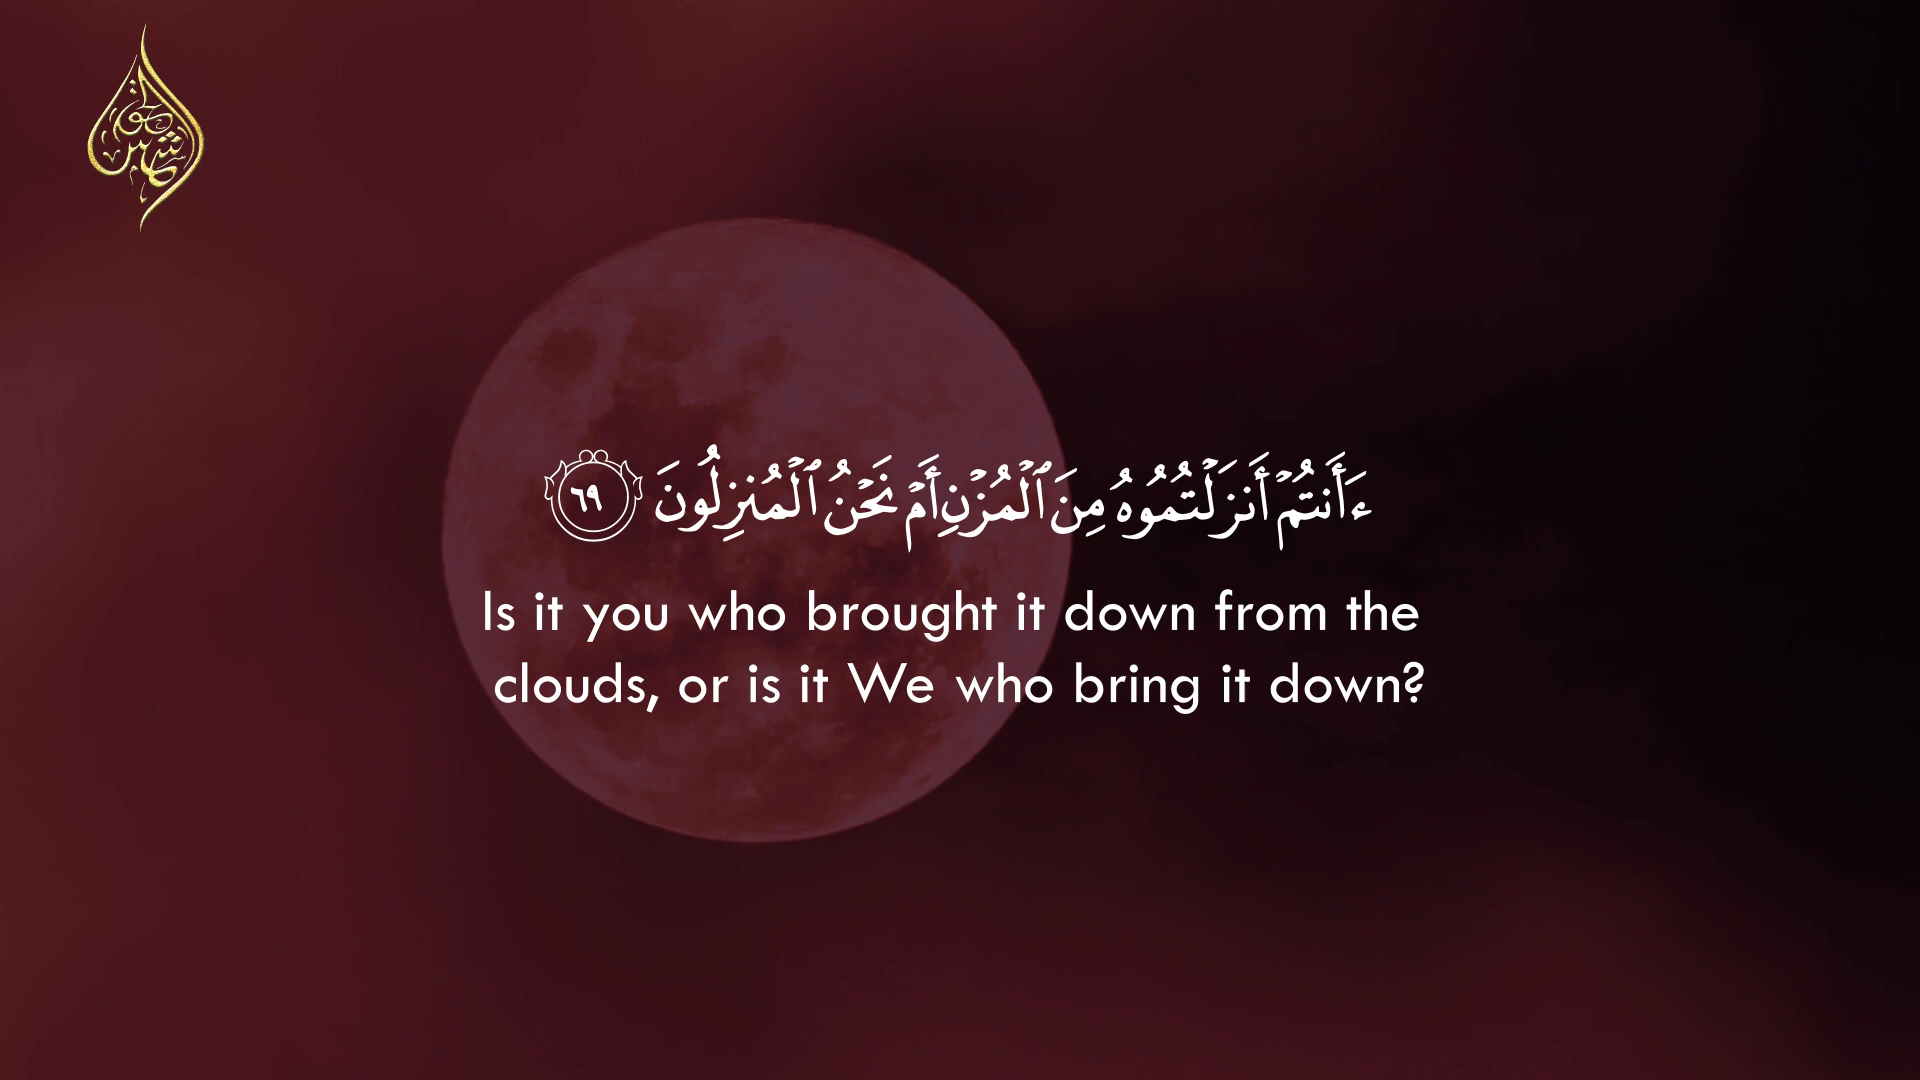 ءَأَنتُمْ أَنزَلْتُمُوهُ مِنَ ٱلْمُزْنِ أَمْ نَحْنُ ٱلْمُنزِلُونَ ٦٩
Is it you who brought it down from the
clouds, or is it We who bring it down?